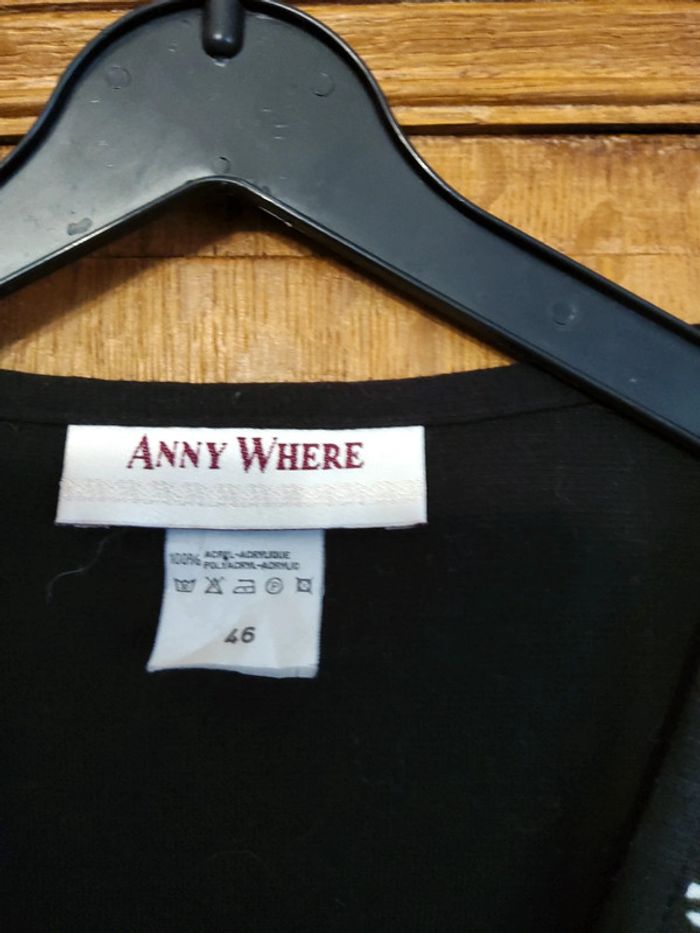 ANNY WHERE
100% ACRYL-ACRYLIQUE
POLYACRYL-ACRYLIC
46